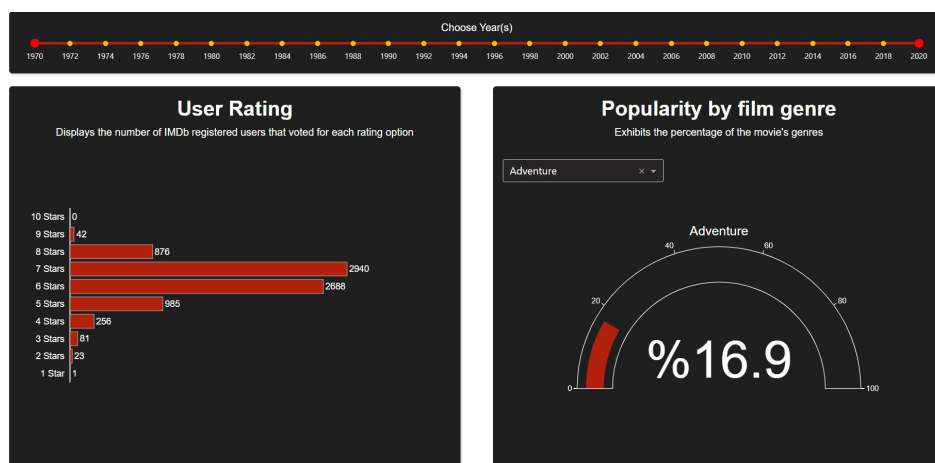 Choose Year(s)
1970 1972 1974 1976 1978 1980 1982 1984 1986 1988 1990 1992 1994 1996 1998 2000 2002 2004 2006 2008 2010 2012 2014 2016 2018 2020
User Rating
Displays the number of IMDb registered users that voted for each rating option
10 Stars 0
9 Stars 42
8 Stars 876
7 Stars 2940
6 Stars 2688
5 Stars 985
4 Stars 256
3 Stars 81
2 Stars 23
1 Star 1
Popularity by film genre
Exhibits the percentage of the movie's genres
Adventure
Adventure
40 60
20 80
%16.9
0 100